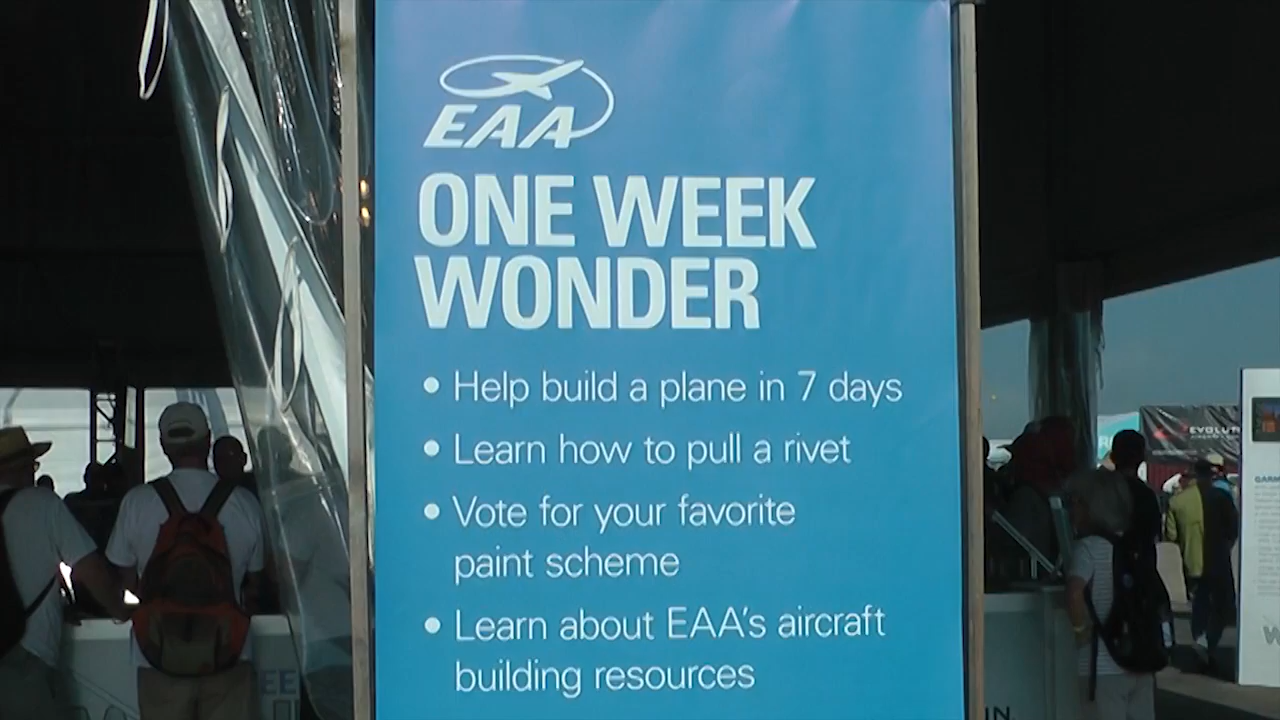 EAA
ONE WEEK
WONDER
• Help build a plane in 7 days
• Learn how to pull a rivet
• Vote for your favorite
paint scheme
• Learn about EAA's aircraft
building resources